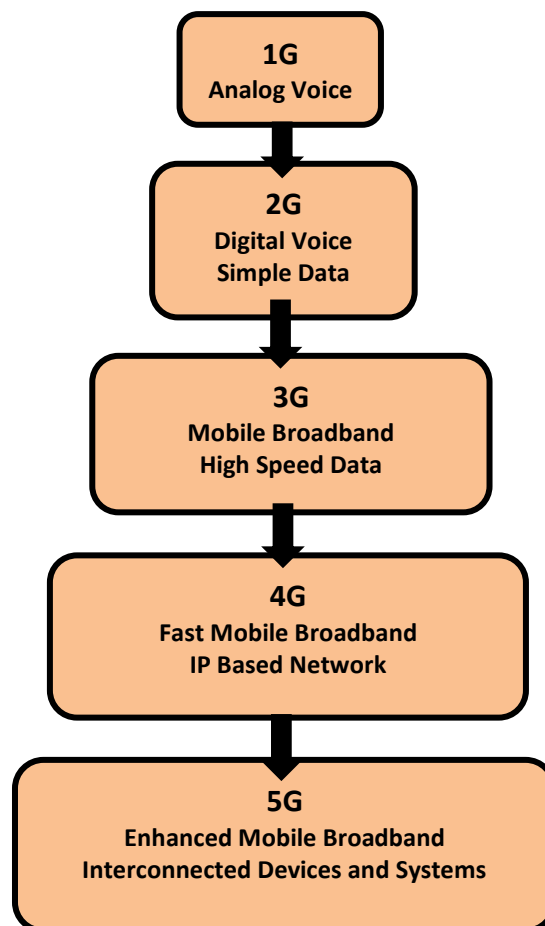 1G
Analog Voice
2G
Digital Voice
Simple Data
3G
Mobile Broadband
High Speed Data
4G
Fast Mobile Broadband
IP Based Network
5G
Enhanced Mobile Broadband
Interconnected Devices and Systems